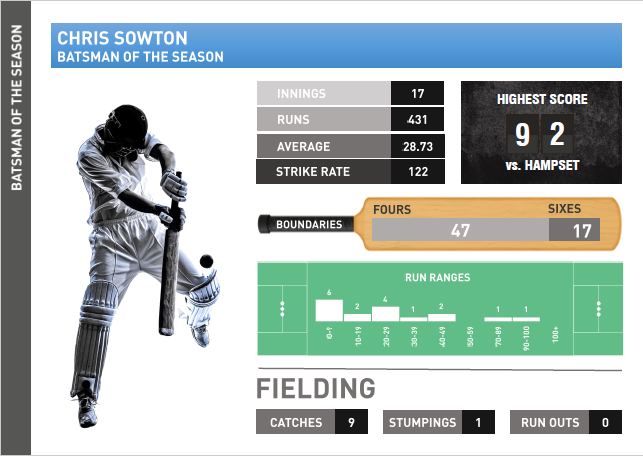 BATSMAN OF THE SEASON
CHRIS SOWTON
BATSMAN OF THE SEASON
INNINGS 17
RUNS 431
AVERAGE 28.73
STRIKE RATE 122
HIGHEST SCORE
9 2
vs. HAMPSET
BOUNDARIES
FOURS SIXES
47 17
RUN RANGES
6 2 4 1 2 1 1
0-9 10-19 20-29 30-39 40-49 50-59 70-89 90-100 100+
FIELDING
CATCHES 9 STUMPINGS 1 RUN OUTS 0